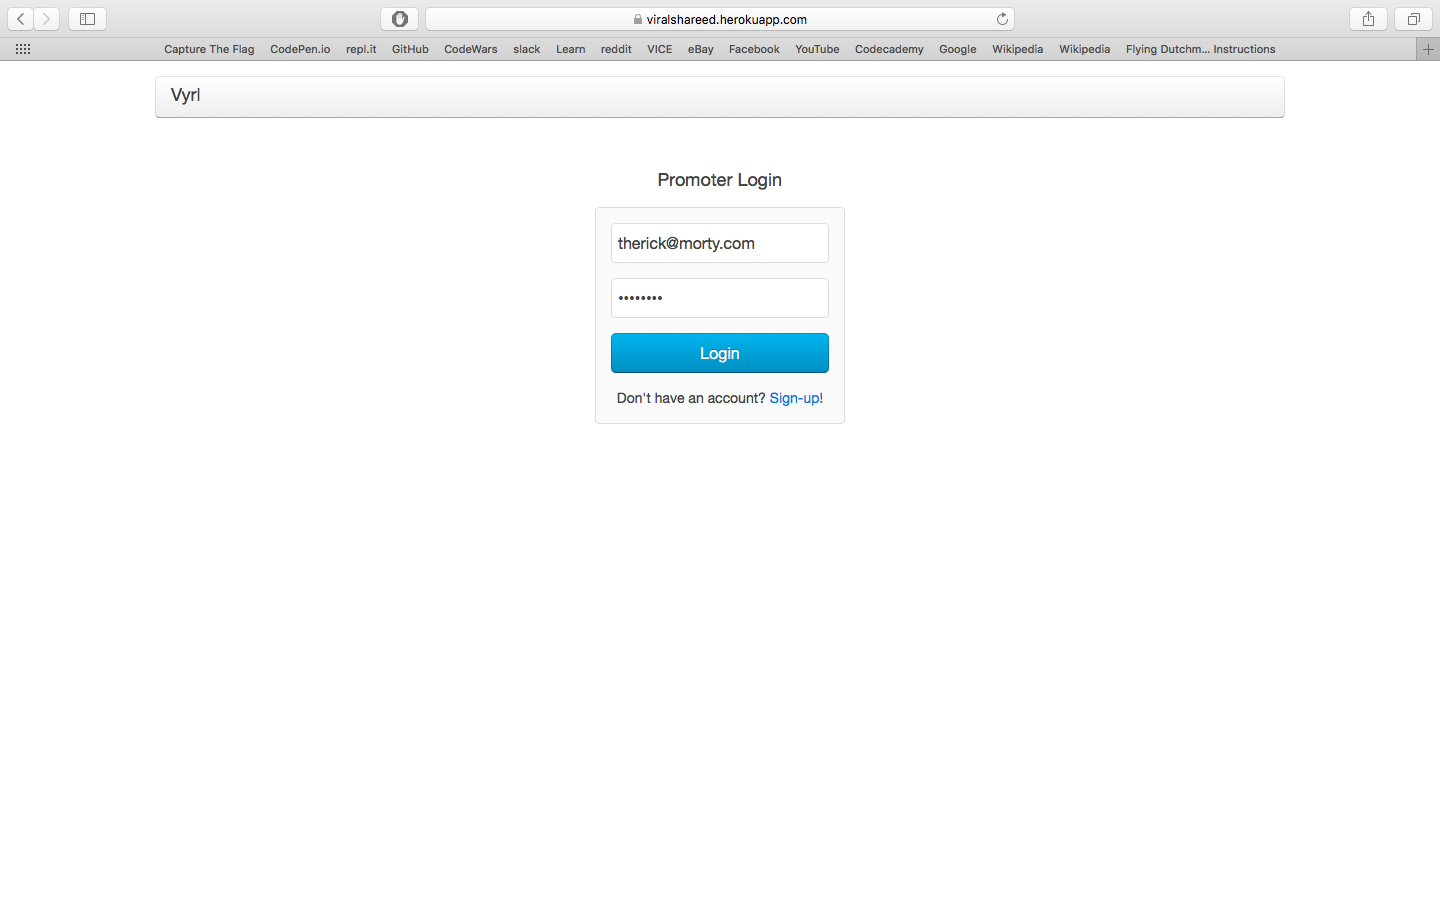 viralshareed.herokuapp.com
Capture The Flag CodePen.io repl.it GitHub CodeWars slack Learn reddit VICE eBay Facebook YouTube Codecademy Google Wikipedia Wikipedia Flying Dutchm... Instructions
Vyrl
Promoter Login
therick@morty.com
••••••••
Login
Don't have an account? Sign-up!